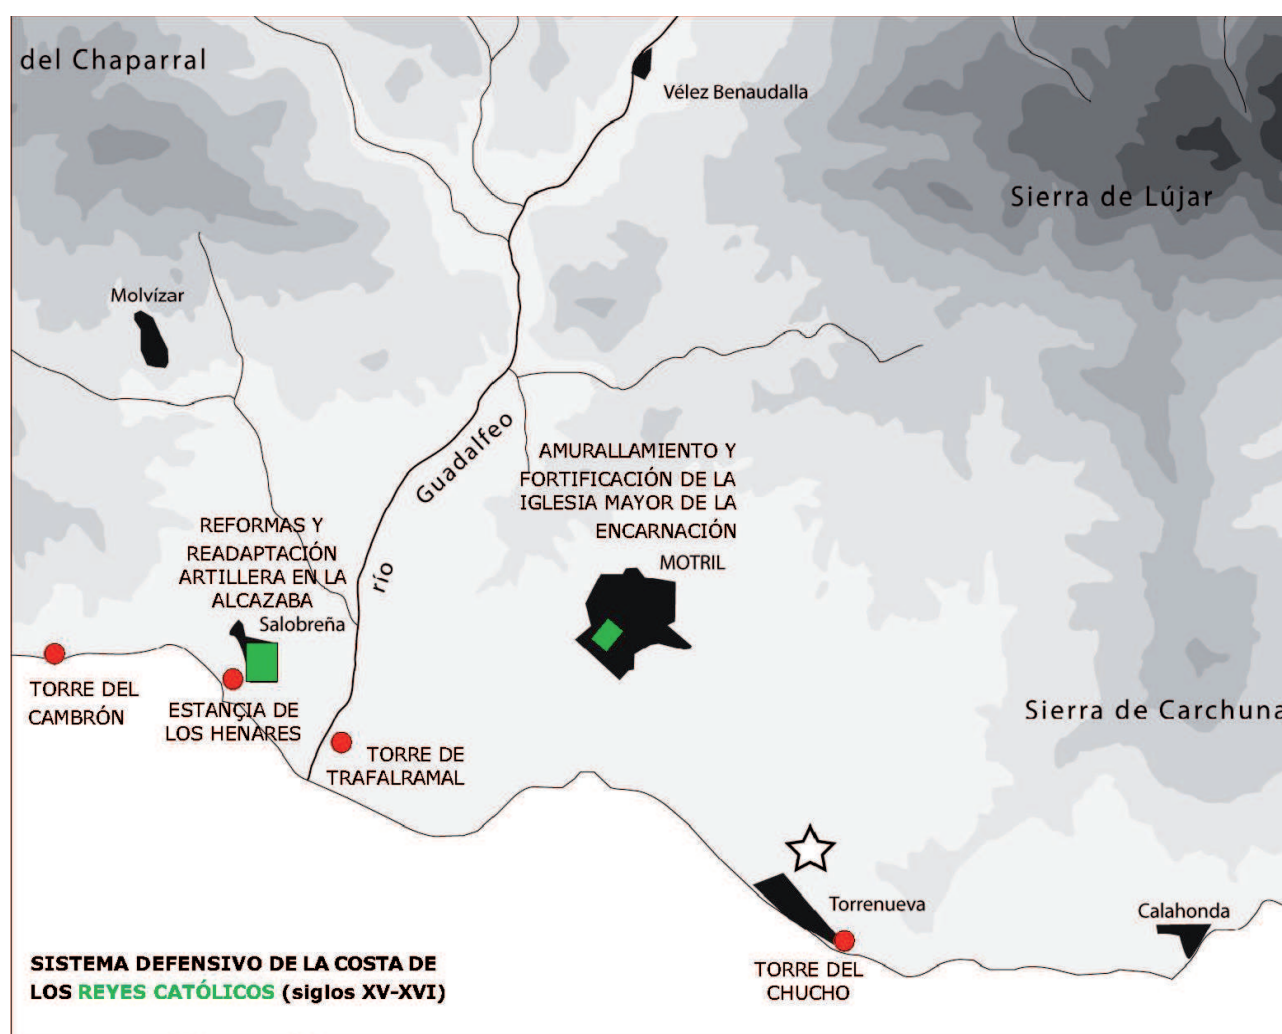 del Chaparral
Vélez Benaudalla
Sierra de Lújar
Molvízar
río Guadalfeo
AMURALLAMIENTO Y
FORTIFICACIÓN DE LA
IGLESIA MAYOR DE LA
ENCARNACIÓN
MOTRIL
REFORMAS Y
READAPTACIÓN
ARTILLERA EN LA
ALCAZABA
Salobreña
TORRE DEL
CAMBRÓN
ESTANÇIA DE
LOS HENARES
TORRE DE
TRAFALRAMAL
Sierra de Carchuna
Torrenueva
Calahonda
TORRE DEL
CHUCHO
SISTEMA DEFENSIVO DE LA COSTA DE
LOS REYES CATÓLICOS (siglos XV-XVI)